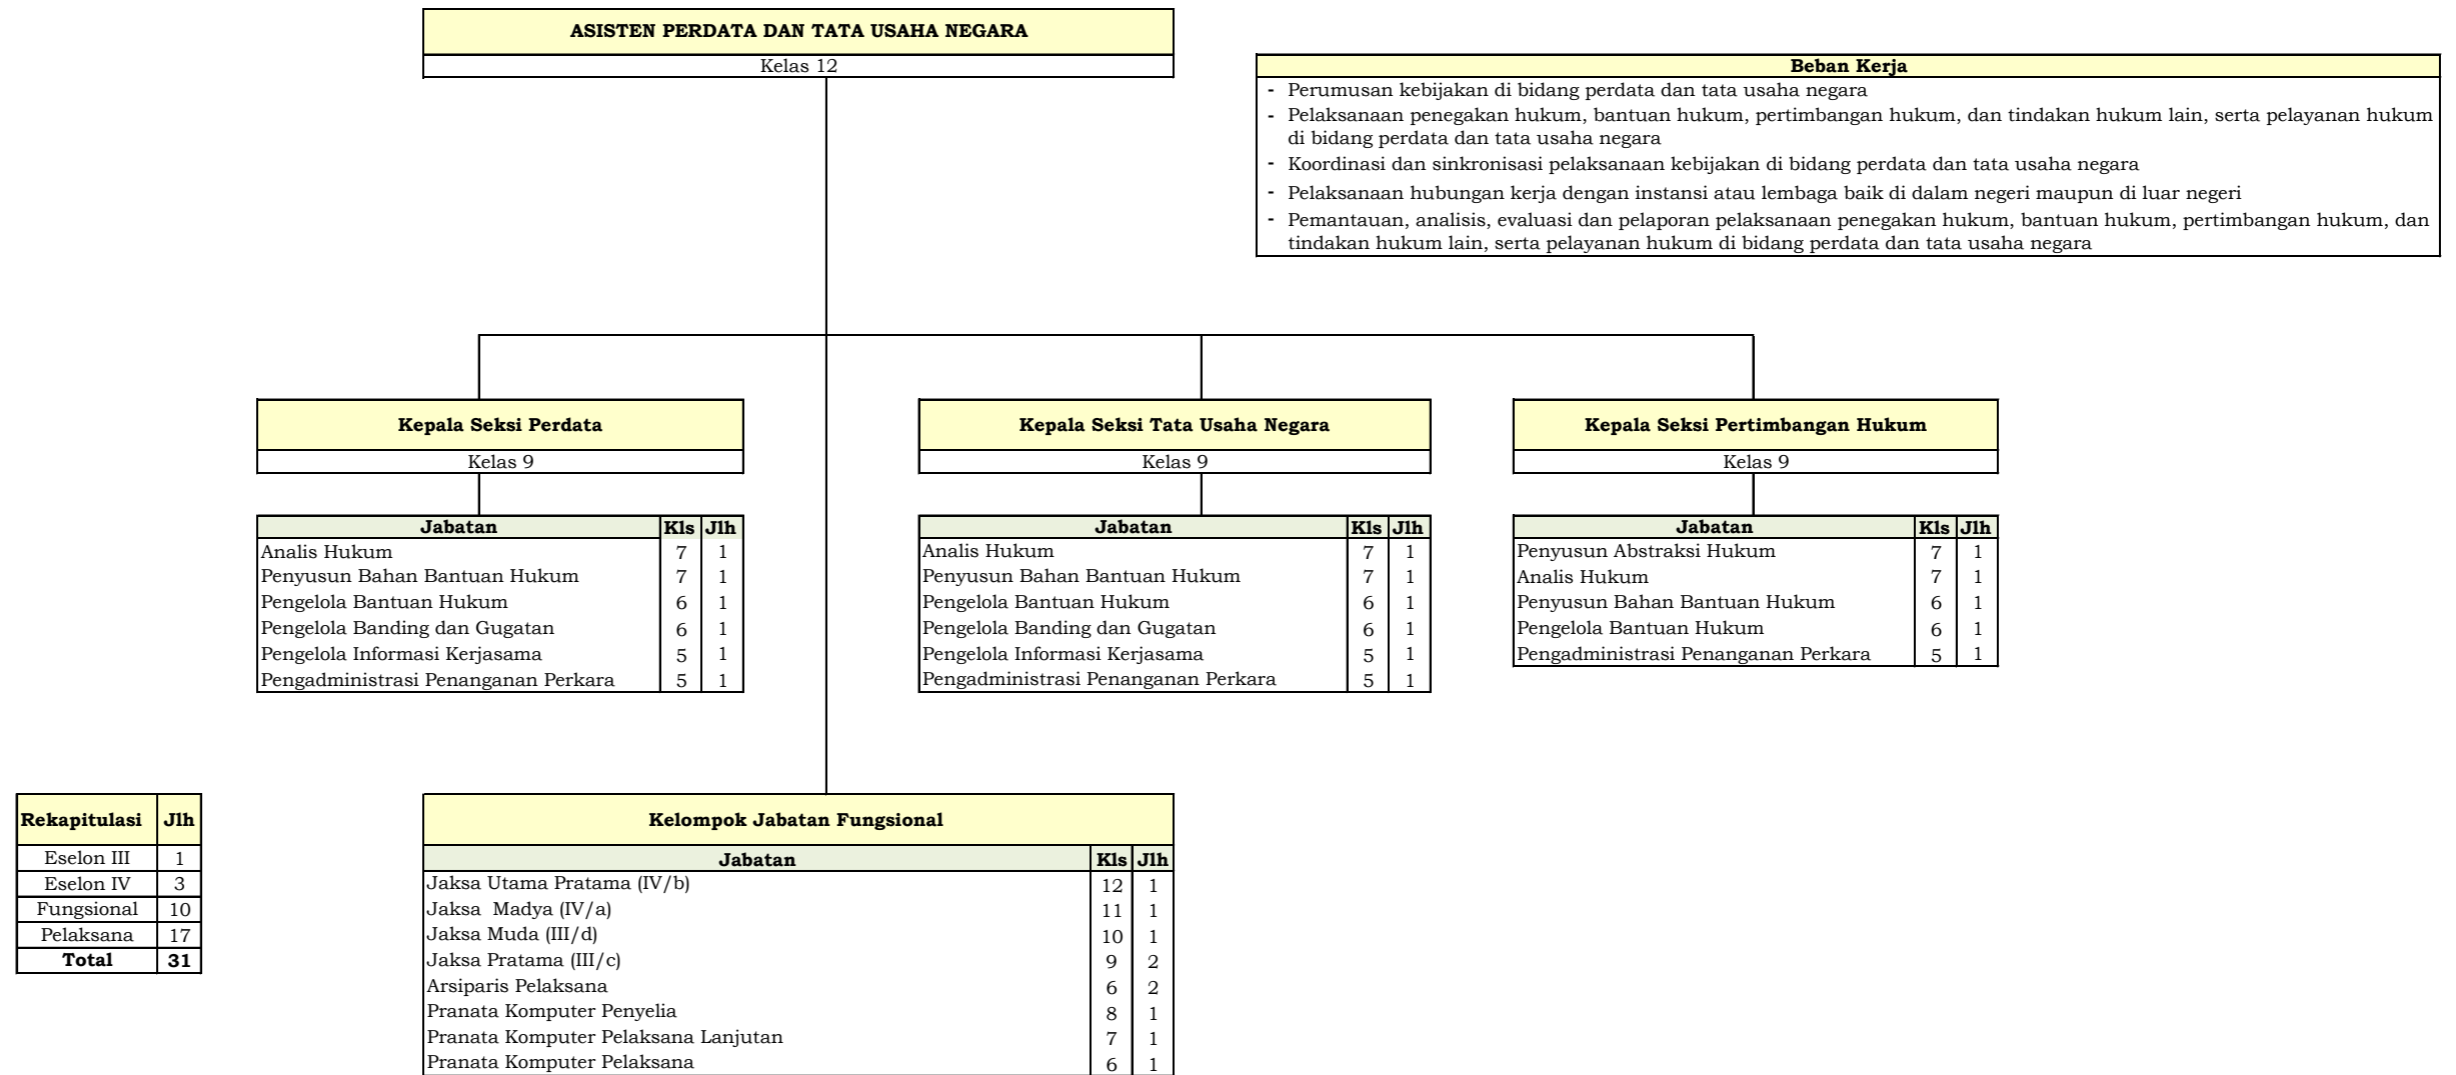 ASISTEN PERDATA DAN TATA USAHA NEGARA
Kelas 12
Beban Kerja
- Perumusan kebijakan di bidang perdata dan tata usaha negara
- Pelaksanaan penegakan hukum, bantuan hukum, pertimbangan hukum, dan tindakan hukum lain, serta pelayanan hukum
di bidang perdata dan tata usaha negara
- Koordinasi dan sinkronisasi pelaksanaan kebijakan di bidang perdata dan tata usaha negara
- Pelaksanaan hubungan kerja dengan instansi atau lembaga baik di dalam negeri maupun di luar negeri
- Pemantauan, analisis, evaluasi dan pelaporan pelaksanaan penegakan hukum, bantuan hukum, pertimbangan hukum, dan
tindakan hukum lain, serta pelayanan hukum di bidang perdata dan tata usaha negara
Kepala Seksi Perdata
Kelas 9
Jabatan Kls Jlh
Analis Hukum 7 1
Penyusun Bahan Bantuan Hukum 7 1
Pengelola Bantuan Hukum 6 1
Pengelola Banding dan Gugatan 6 1
Pengelola Informasi Kerjasama 5 1
Pengadministrasi Penanganan Perkara 5 1
Kepala Seksi Tata Usaha Negara
Kelas 9
Jabatan Kls Jlh
Analis Hukum 7 1
Penyusun Bahan Bantuan Hukum 7 1
Pengelola Bantuan Hukum 6 1
Pengelola Banding dan Gugatan 6 1
Pengelola Informasi Kerjasama 5 1
Pengadministrasi Penanganan Perkara 5 1
Kepala Seksi Pertimbangan Hukum
Kelas 9
Jabatan Kls Jlh
Penyusun Abstraksi Hukum 7 1
Analis Hukum 7 1
Penyusun Bahan Bantuan Hukum 6 1
Pengelola Bantuan Hukum 6 1
Pengadministrasi Penanganan Perkara 5 1
Rekapitulasi Jlh
Eselon III 1
Eselon IV 3
Fungsional 10
Pelaksana 17
Total 31
Kelompok Jabatan Fungsional
Jabatan Kls Jlh
Jaksa Utama Pratama (IV/b) 12 1
Jaksa  Madya (IV/a) 11 1
Jaksa Muda (III/d) 10 1
Jaksa Pratama (III/c) 9 2
Arsiparis Pelaksana 6 2
Pranata Komputer Penyelia 8 1
Pranata Komputer Pelaksana Lanjutan 7 1
Pranata Komputer Pelaksana 6 1